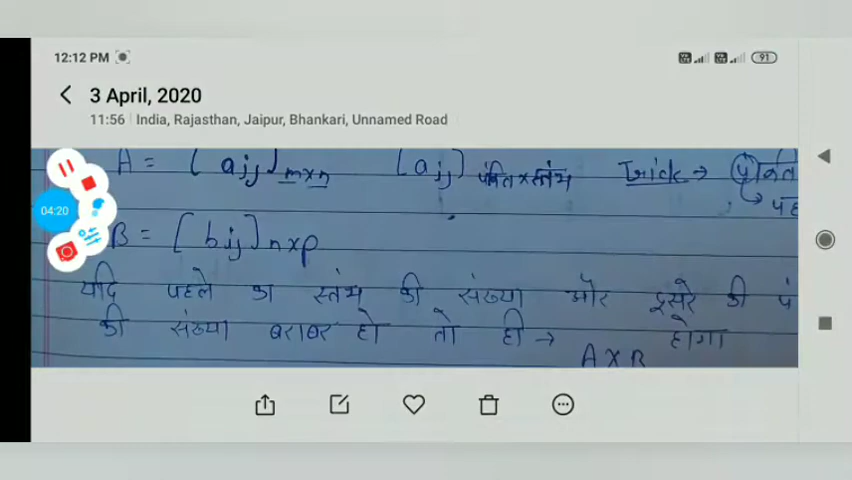 12:12 PM
91
3 April, 2020
11:56 India, Rajasthan, Jaipur, Bhankari, Unnamed Road
A = [aij]m×n [aij] पंक्ति×स्तंभ Trick →
04:20
B = [bij]n×p
यदि पहले का स्तंभ की संख्या और दूसरे की पं
की संख्या बराबर हो तो ही → A×B होगा